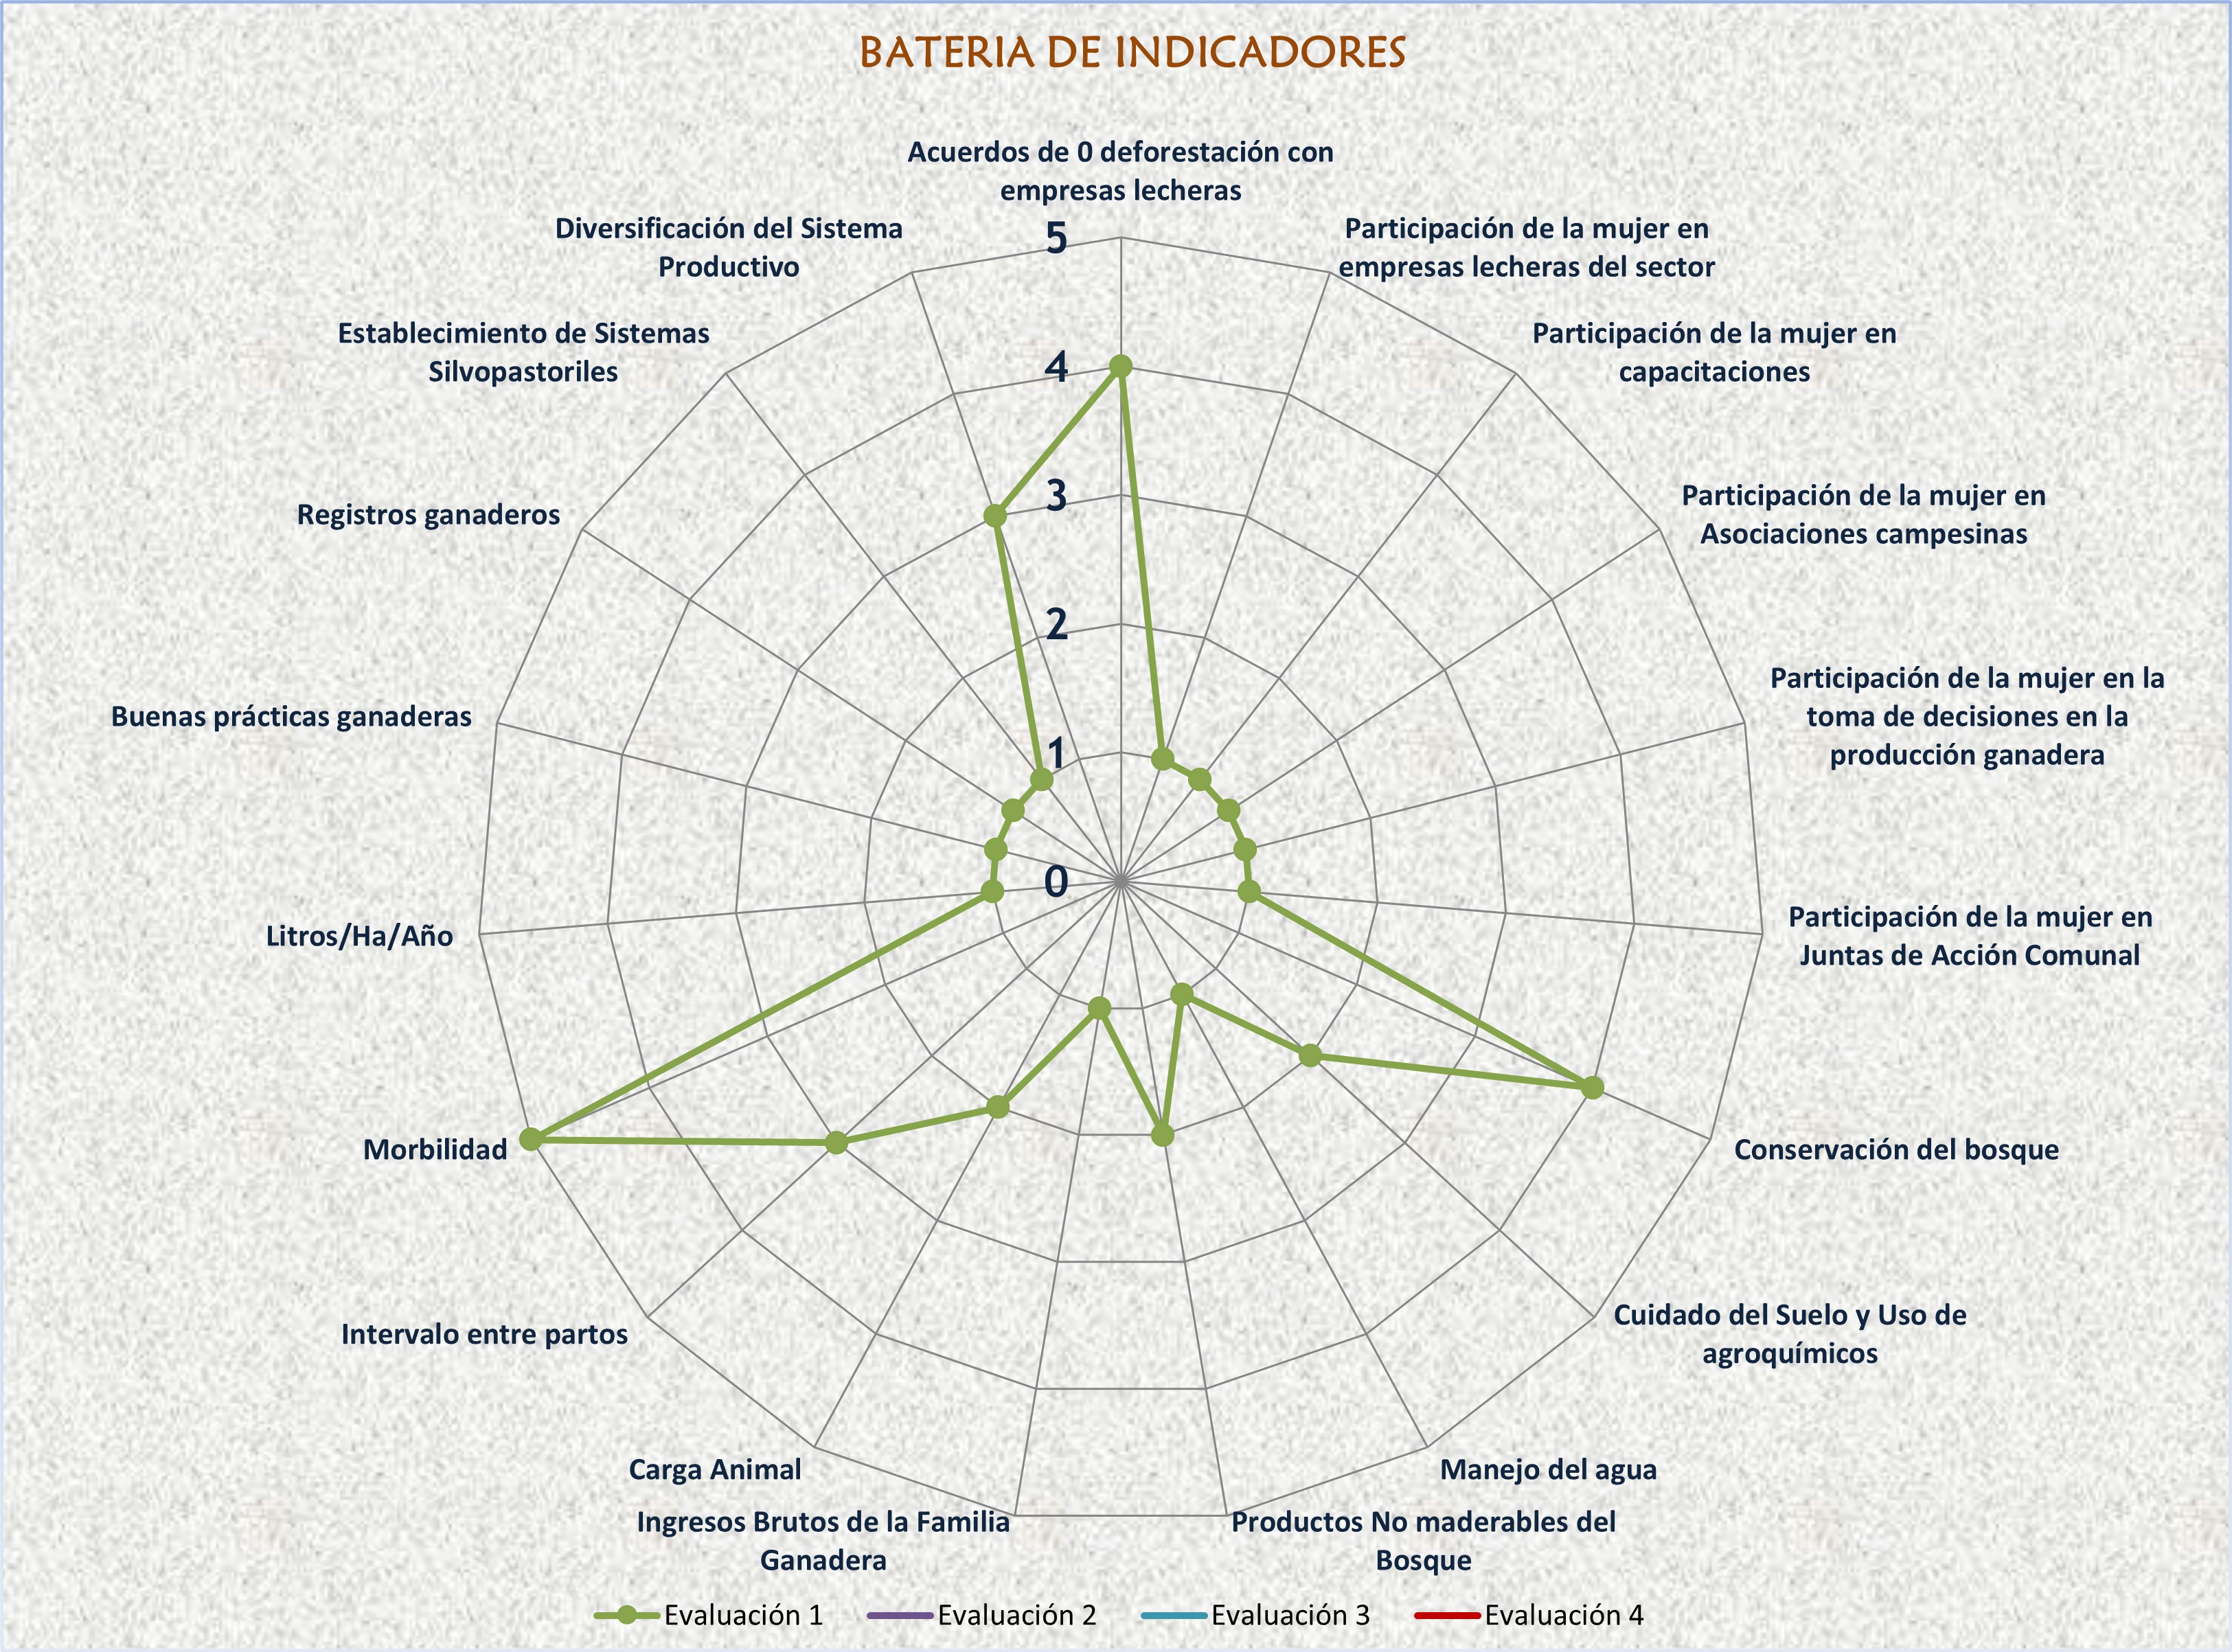 BATERIA DE INDICADORES
Acuerdos de 0 deforestación con
empresas lecheras
Participación de la mujer en
empresas lecheras del sector
Participación de la mujer en
capacitaciones
Participación de la mujer en
Asociaciones campesinas
Participación de la mujer en la
toma de decisiones en la
producción ganadera
Participación de la mujer en
Juntas de Acción Comunal
Conservación del bosque
Cuidado del Suelo y Uso de
agroquímicos
Manejo del agua
Productos No maderables del
Bosque
Ingresos Brutos de la Familia
Ganadera
Carga Animal
Intervalo entre partos
Morbilidad
Litros/Ha/Año
Buenas prácticas ganaderas
Registros ganaderos
Establecimiento de Sistemas
Silvopastoriles
Diversificación del Sistema
Productivo
5
4
3
2
1
0
Evaluación 1
Evaluación 2
Evaluación 3
Evaluación 4